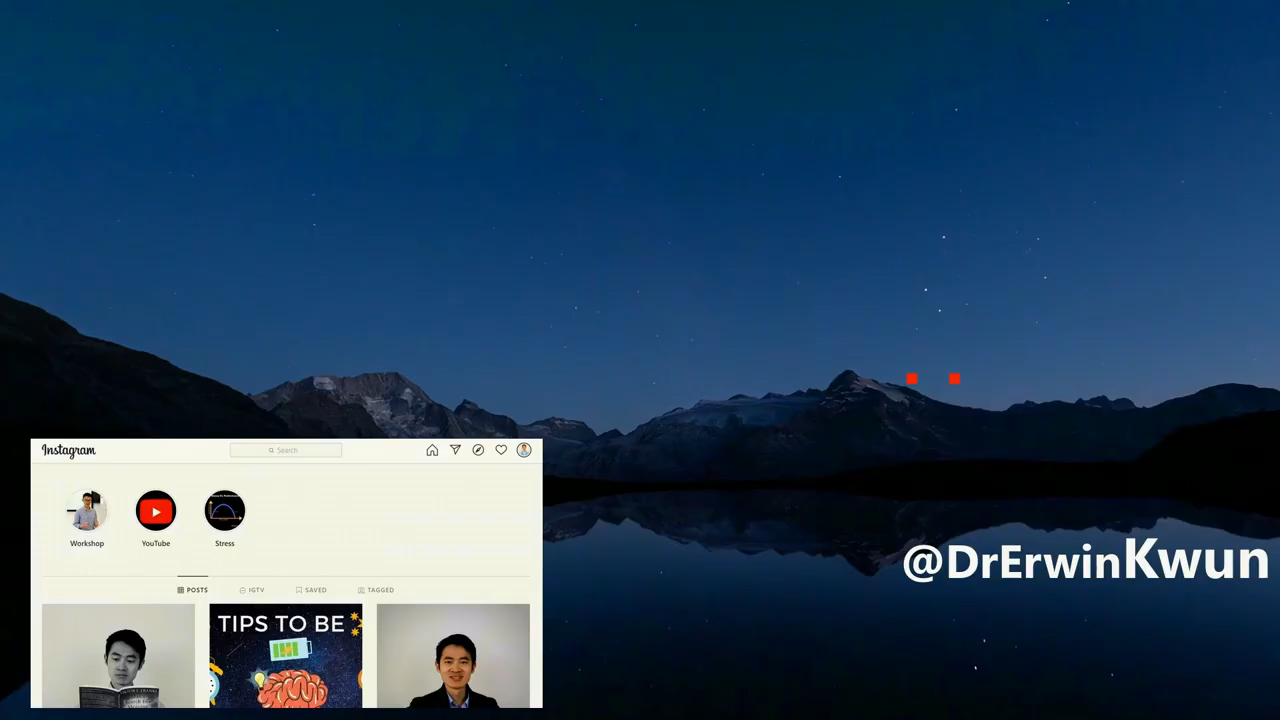 Instagram
Search
Workshop
YouTube
Stress
POSTS
IGTV
SAVED
TAGGED
TIPS TO BE
@DrErwinKwun